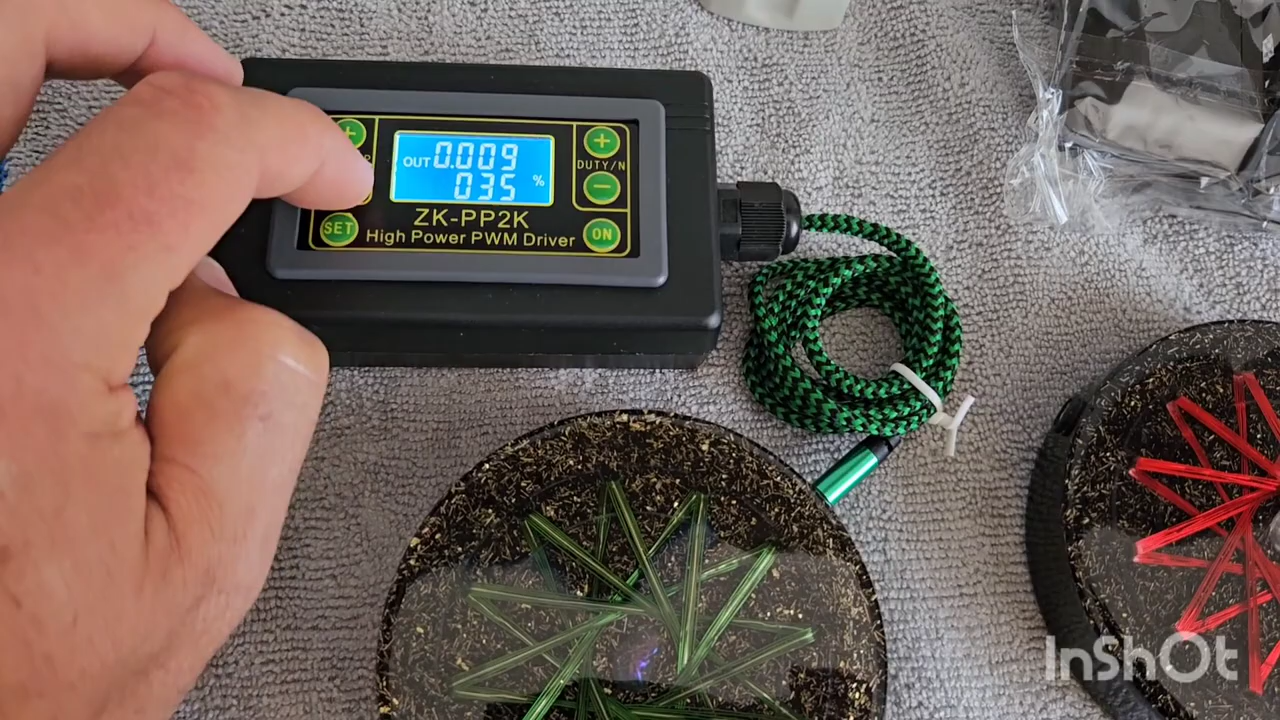 OUT 0.009
035 %
+
DUTY/N
−
ZK-PP2K
SET
High Power PWM Driver
ON
InShOt